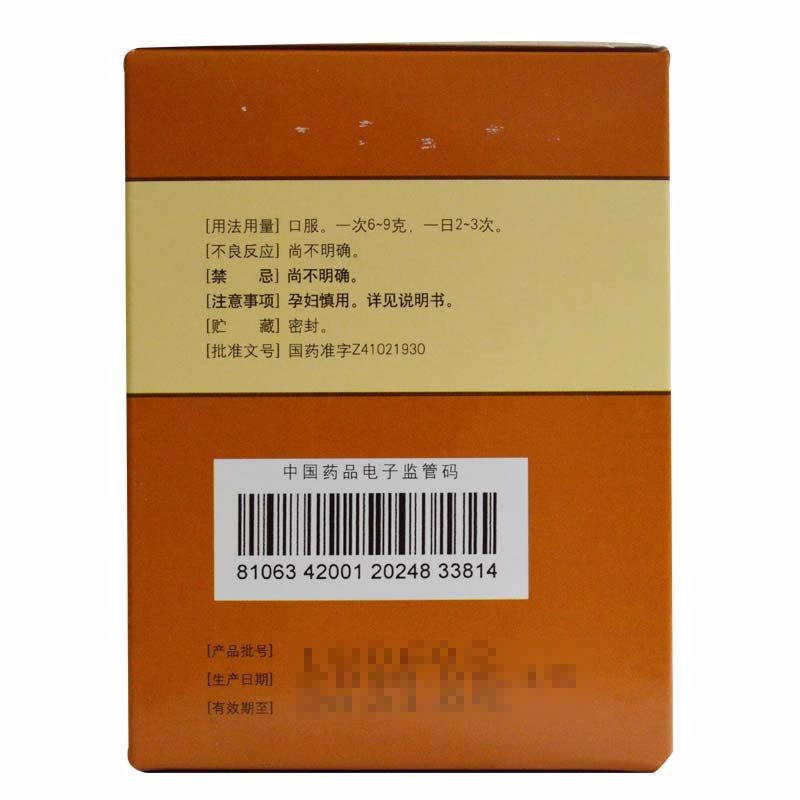 [用法用量] 口服。一次6~9克，一日2~3次。
[不良反应] 尚不明确。
[禁　　忌] 尚不明确。
[注意事项] 孕妇慎用。详见说明书。
[贮　　藏] 密封。
[批准文号] 国药准字Z41021930
中国药品电子监管码
81063 42001 20248 33814
[产品批号]
[生产日期]
[有效期至]